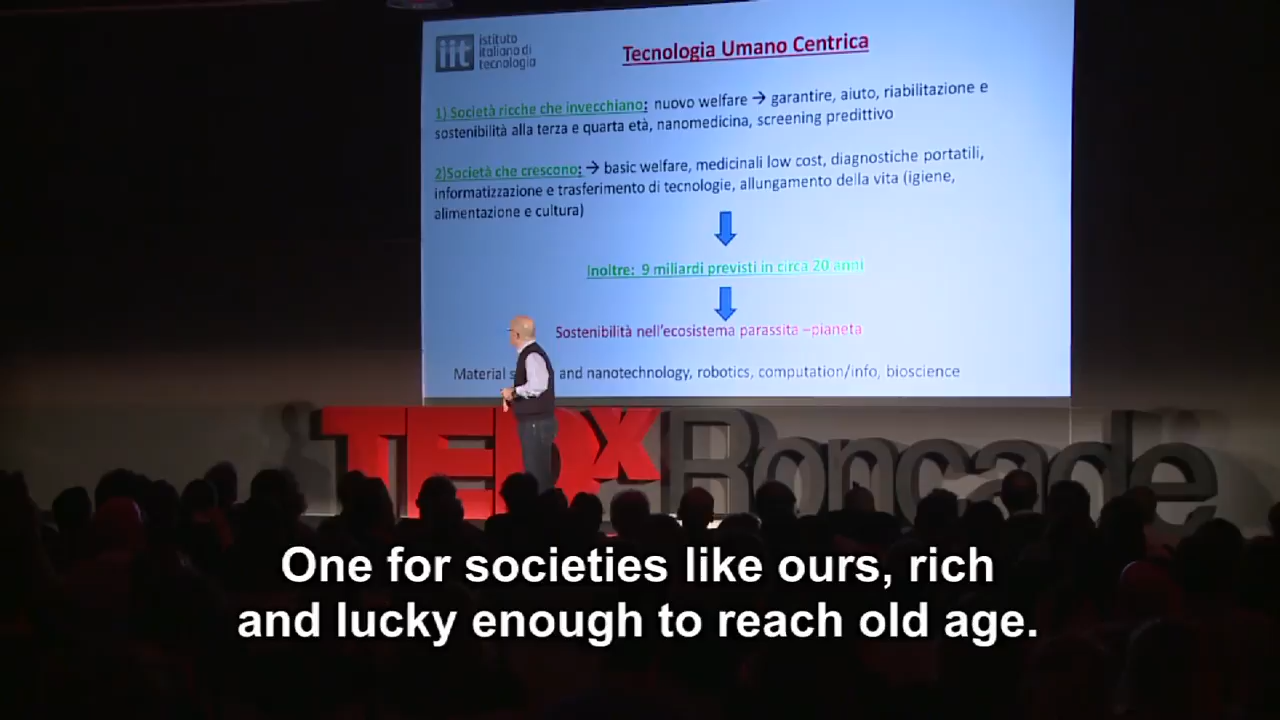 iit istituto
italiano di
tecnologia
Tecnologia Umano Centrica
1) Società ricche che invecchiano: nuovo welfare → garantire, aiuto, riabilitazione e
sostenibilità alla terza e quarta età, nanomedicina, screening predittivo
2)Società che crescono: → basic welfare, medicinali low cost, diagnostiche portatili,
informatizzazione e trasferimento di tecnologie, allungamento della vita (igiene,
alimentazione e cultura)
Inoltre: 9 miliardi previsti in circa 20 anni
Sostenibilità nell'ecosistema parassita –pianeta
Material and nanotechnology, robotics, computation/info, bioscience
TEDx Roncade
One for societies like ours, rich
and lucky enough to reach old age.